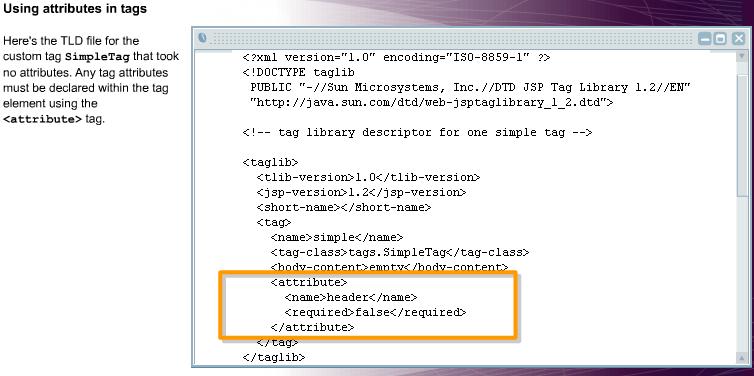 Using attributes in tags
Here's the TLD file for the
custom tag SimpleTag that took
no attributes. Any tag attributes
must be declared within the tag
element using the
<attribute> tag.
<?xml version="1.0" encoding="ISO-8859-1" ?>
<!DOCTYPE taglib
PUBLIC "-//Sun Microsystems, Inc.//DTD JSP Tag Library 1.2//EN"
"http://java.sun.com/dtd/web-jsptaglibrary_1_2.dtd">
<!-- tag library descriptor for one simple tag -->
<taglib>
<tlib-version>1.0</tlib-version>
<jsp-version>1.2</jsp-version>
<short-name></short-name>
<tag>
<name>simple</name>
<tag-class>tags.SimpleTag</tag-class>
<body-content>empty</body-content>
<attribute>
<name>header</name>
<required>false</required>
</attribute>
</tag>
</taglib>